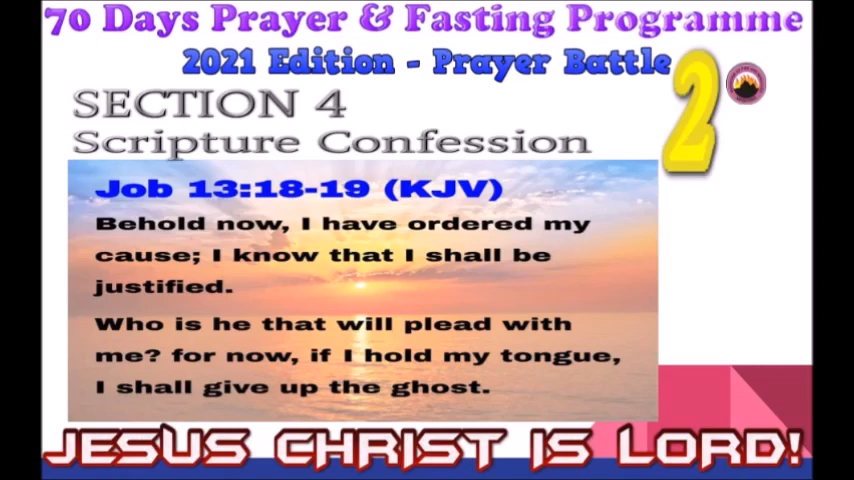 70 Days Prayer & Fasting Programme
2021 Edition - Prayer Battle
2
SECTION 4
Scripture Confession
Job 13:18-19 (KJV)
Behold now, I have ordered my
cause; I know that I shall be
justified.
Who is he that will plead with
me? for now, if I hold my tongue,
I shall give up the ghost.
JESUS CHRIST IS LORD!